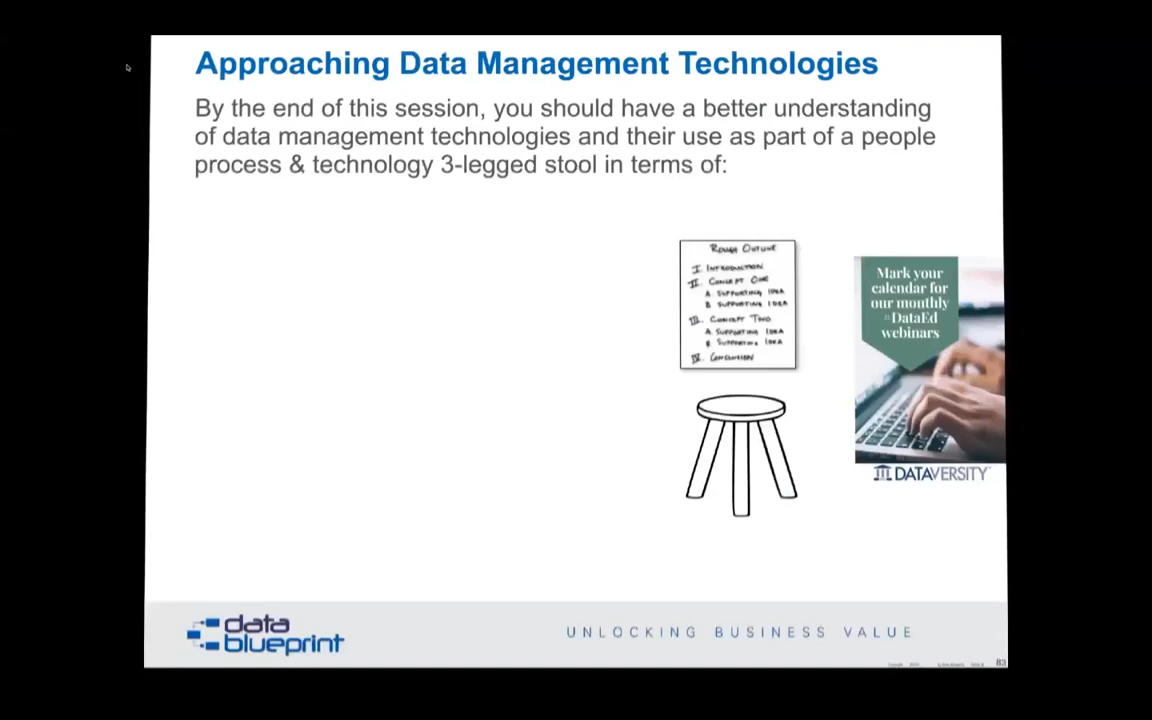 Approaching Data Management Technologies
By the end of this session, you should have a better understanding
of data management technologies and their use as part of a people
process & technology 3-legged stool in terms of:
ROUGH OUTLINE
I. INTRODUCTION
II. CONCEPT ONE
A. SUPPORTING IDEA
B. SUPPORTING IDEA
III. CONCEPT TWO
A. SUPPORTING IDEA
B. SUPPORTING IDEA
IV. CONCLUSION
Mark your
calendar for
our monthly
#DataEd
webinars
DATAVERSITY
data
blueprint
UNLOCKING BUSINESS VALUE
83